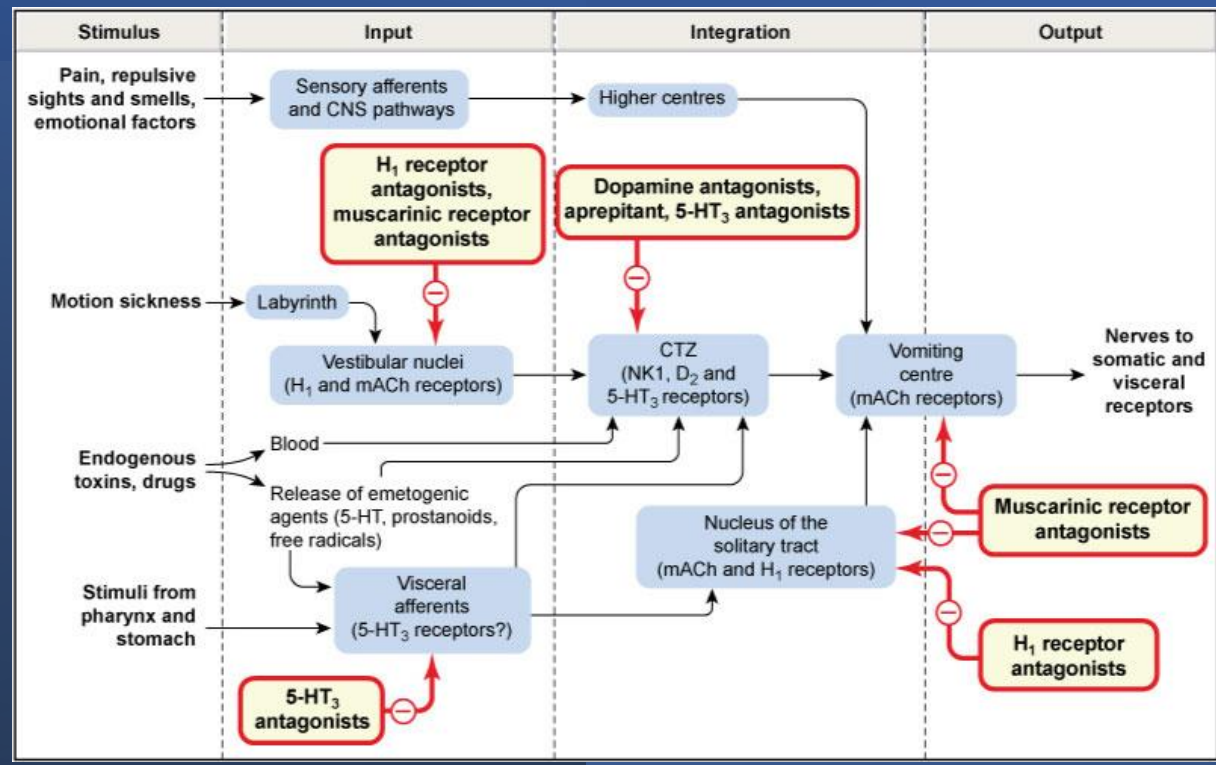 Stimulus
Input
Integration
Output
Pain, repulsive
sights and smells,
emotional factors
Sensory afferents
and CNS pathways
Higher centres
H₁ receptor
antagonists,
muscarinic receptor
antagonists
Dopamine antagonists,
aprepitant, 5-HT₃ antagonists
Motion sickness
Labyrinth
Vestibular nuclei
(H₁ and mACh receptors)
CTZ
(NK1, D₂ and
5-HT₃ receptors)
Vomiting
centre
(mACh receptors)
Nerves to
somatic and
visceral
receptors
Endogenous
toxins, drugs
Blood
Release of emetogenic
agents (5-HT, prostanoids,
free radicals)
Nucleus of the
solitary tract
(mACh and H₁ receptors)
Muscarinic receptor
antagonists
Stimuli from
pharynx and
stomach
Visceral
afferents
(5-HT₃ receptors?)
H₁ receptor
antagonists
5-HT₃
antagonists